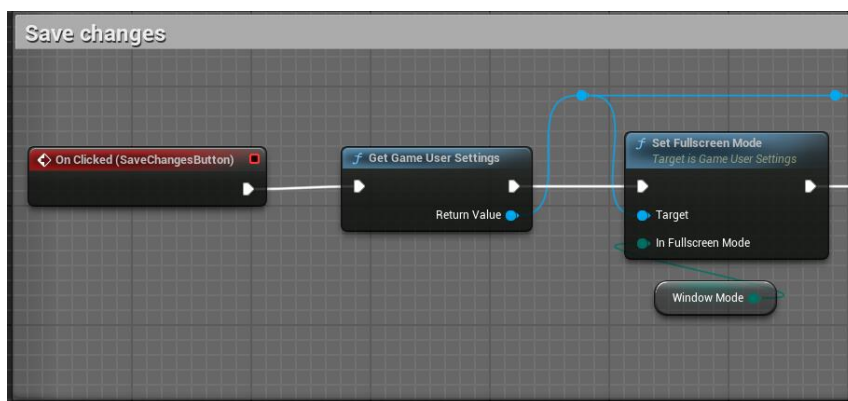 Save changes
On Clicked (SaveChangesButton)
f Get Game User Settings
Return Value
f Set Fullscreen Mode
Target is Game User Settings
Target
In Fullscreen Mode
Window Mode